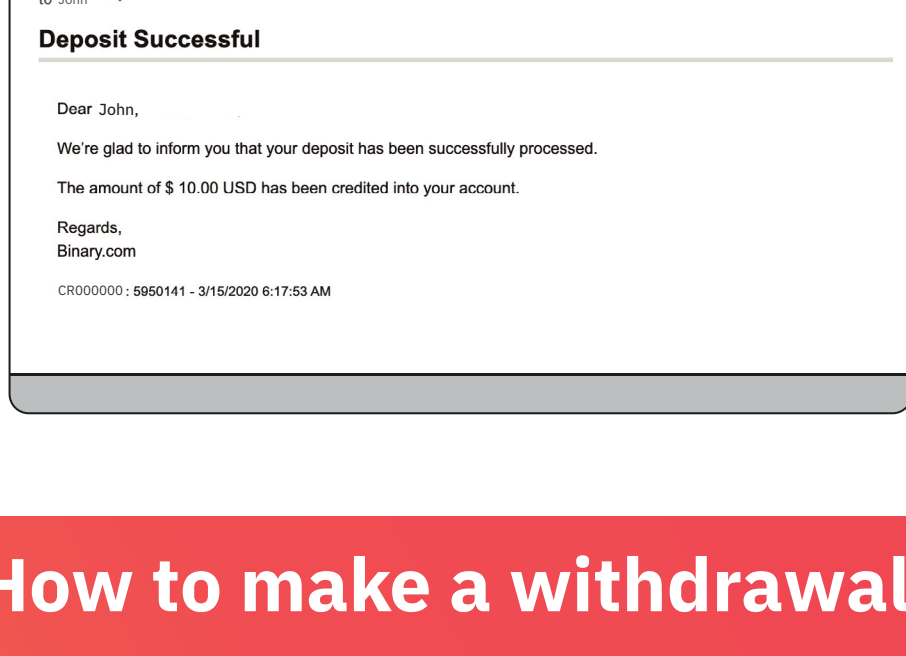 to John
Deposit Successful
Dear John,
We're glad to inform you that your deposit has been successfully processed.
The amount of $ 10.00 USD has been credited into your account.
Regards,
Binary.com
CR000000 : 5950141 - 3/15/2020 6:17:53 AM
How to make a withdrawal